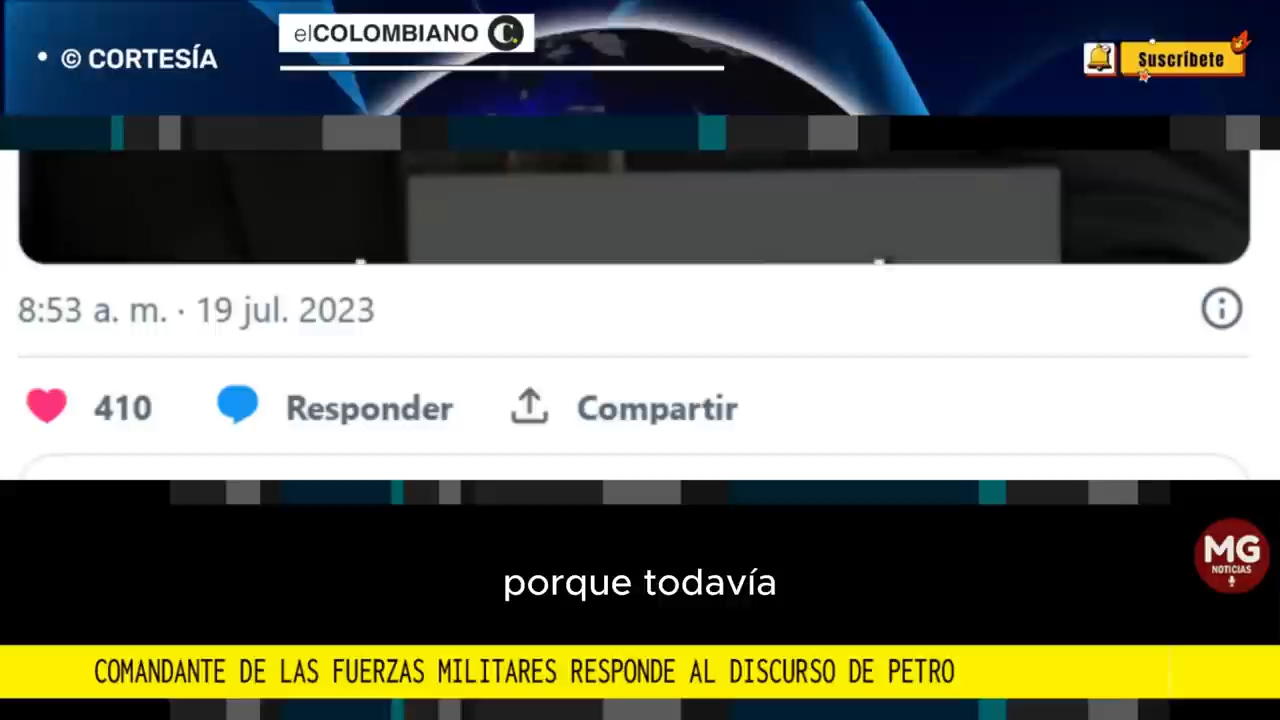 elCOLOMBIANO C.
• © CORTESÍA
Suscríbete
8:53 a. m. · 19 jul. 2023
410 Responder Compartir
MG
NOTICIAS
porque todavía
COMANDANTE DE LAS FUERZAS MILITARES RESPONDE AL DISCURSO DE PETRO